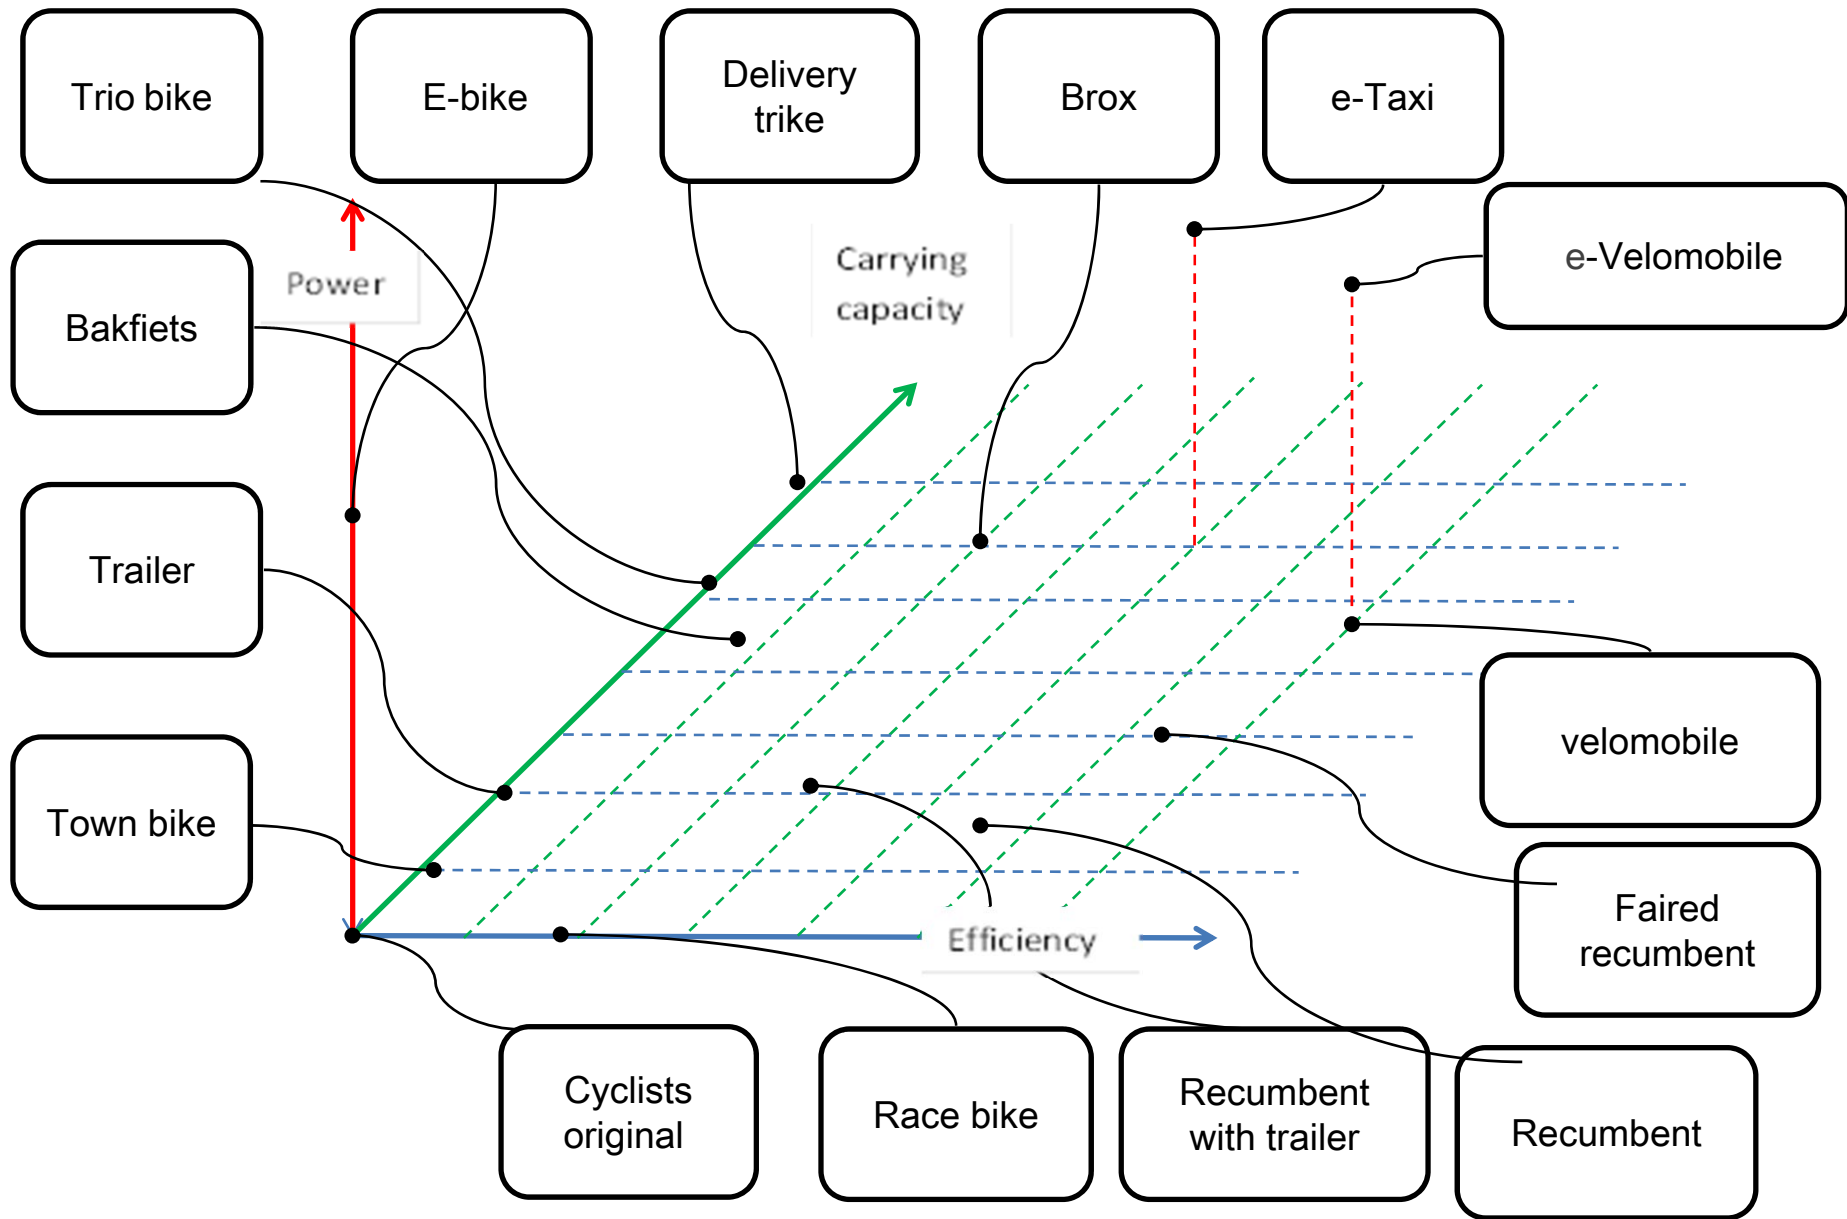 Trio bike
E-bike
Delivery
trike
Brox
e-Taxi
e-Velomobile
Power
Carrying
capacity
Bakfiets
Trailer
velomobile
Town bike
Faired
recumbent
Efficiency
Cyclists
original
Race bike
Recumbent
with trailer
Recumbent